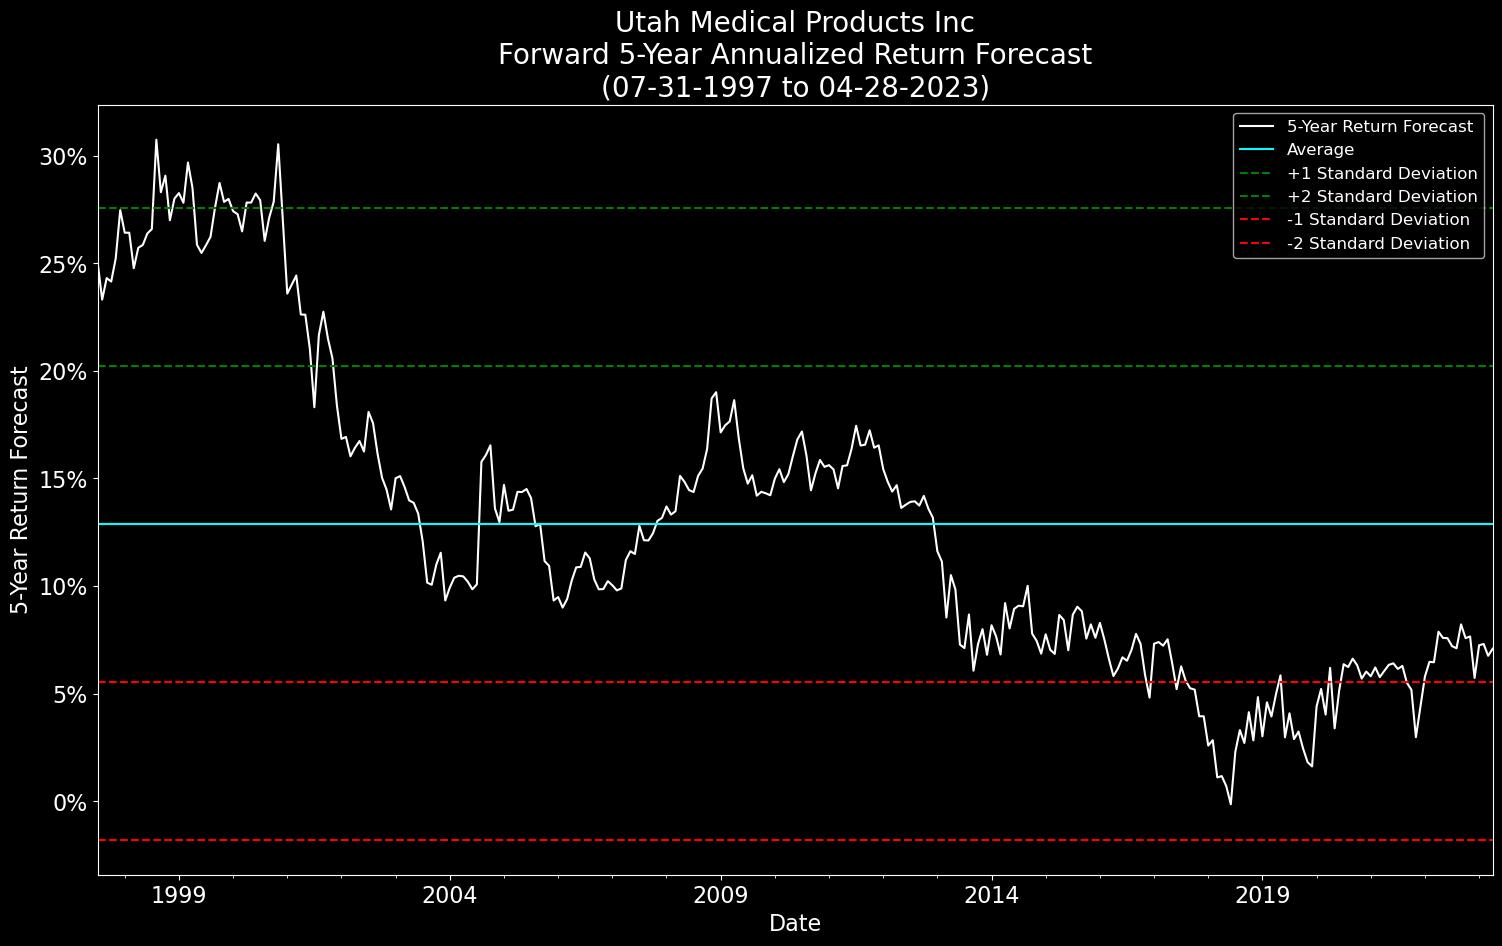 Utah Medical Products Inc
Forward 5-Year Annualized Return Forecast
(07-31-1997 to 04-28-2023)
5-Year Return Forecast
Average
+1 Standard Deviation
+2 Standard Deviation
-1 Standard Deviation
-2 Standard Deviation
5-Year Return Forecast
30%
25%
20%
15%
10%
5%
0%
1999
2004
2009
2014
2019
Date